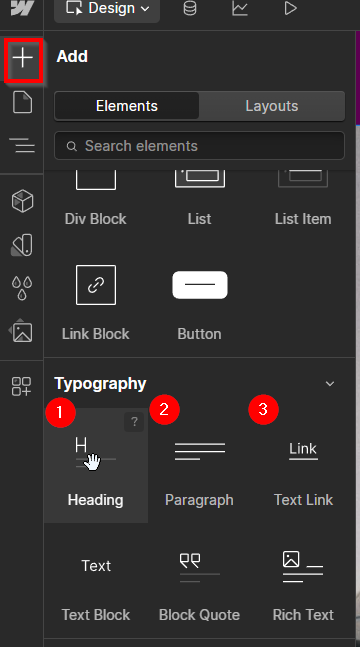 Design
Add
Elements Layouts
Search elements
Div Block List List Item
Link Block Button
Typography
1 2 3
?
H Link
Heading Paragraph Text Link
Text
Text Block Block Quote Rich Text